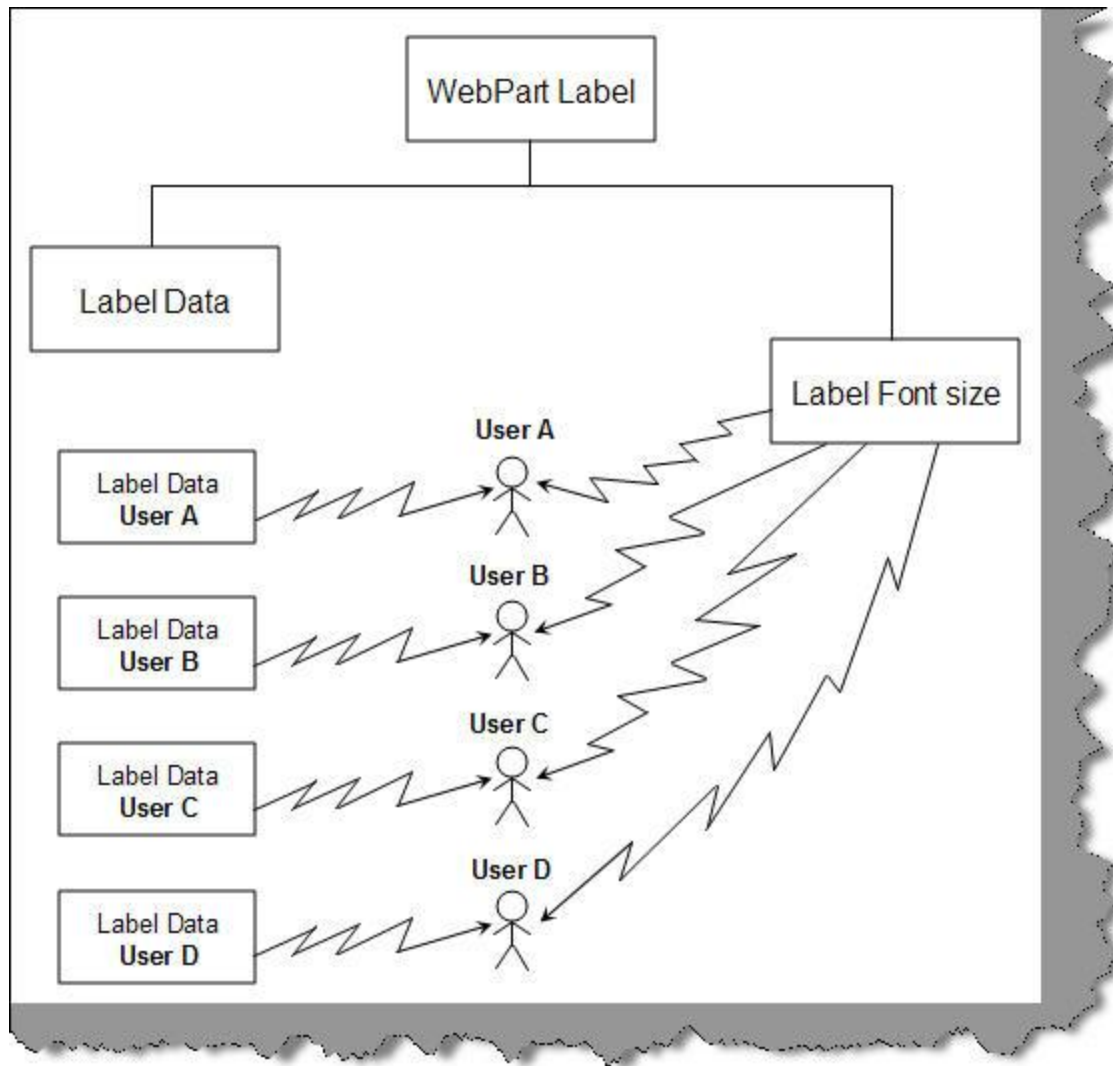 WebPart Label
Label Data
Label Font size
User A
Label Data
User A
User B
Label Data
User B
User C
Label Data
User C
User D
Label Data
User D